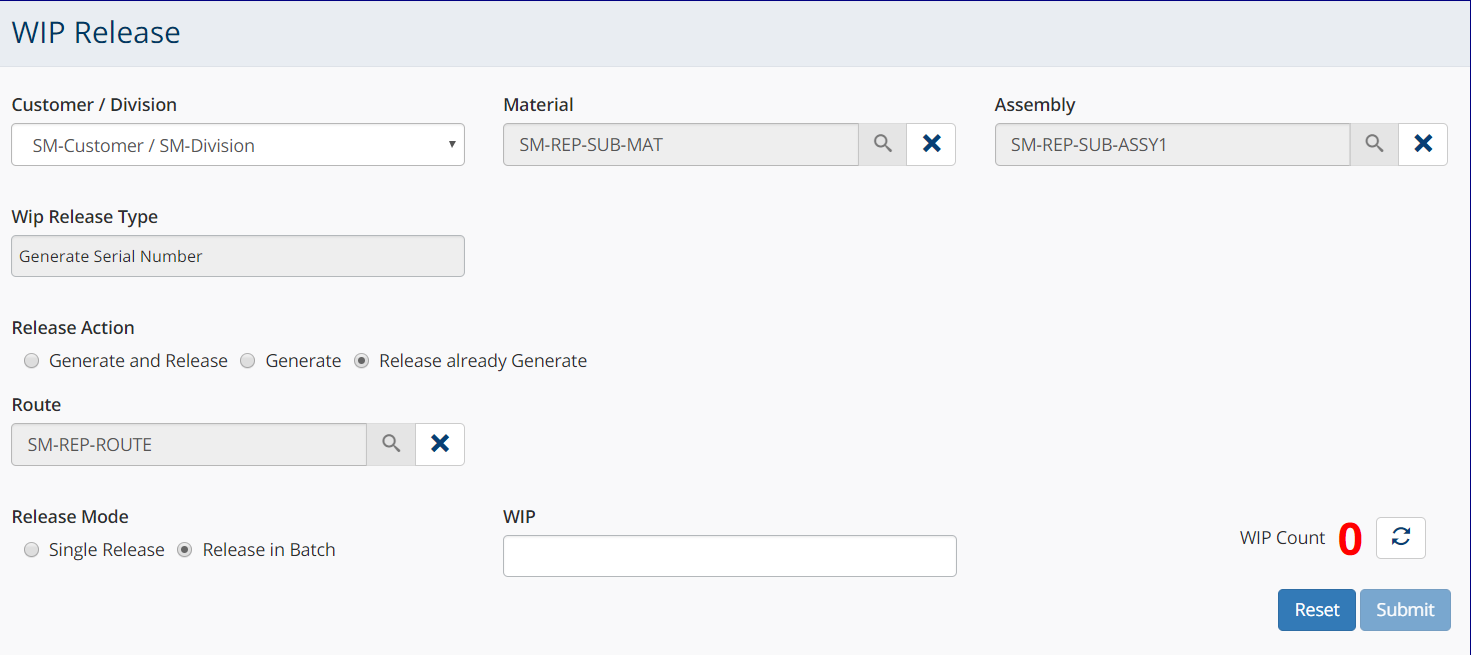 WIP Release
Customer / Division
Material
Assembly
SM-Customer / SM-Division
SM-REP-SUB-MAT
SM-REP-SUB-ASSY1
Wip Release Type
Generate Serial Number
Release Action
Generate and Release Generate Release already Generate
Route
SM-REP-ROUTE
Release Mode
WIP
Single Release Release in Batch
WIP Count 0
Reset Submit